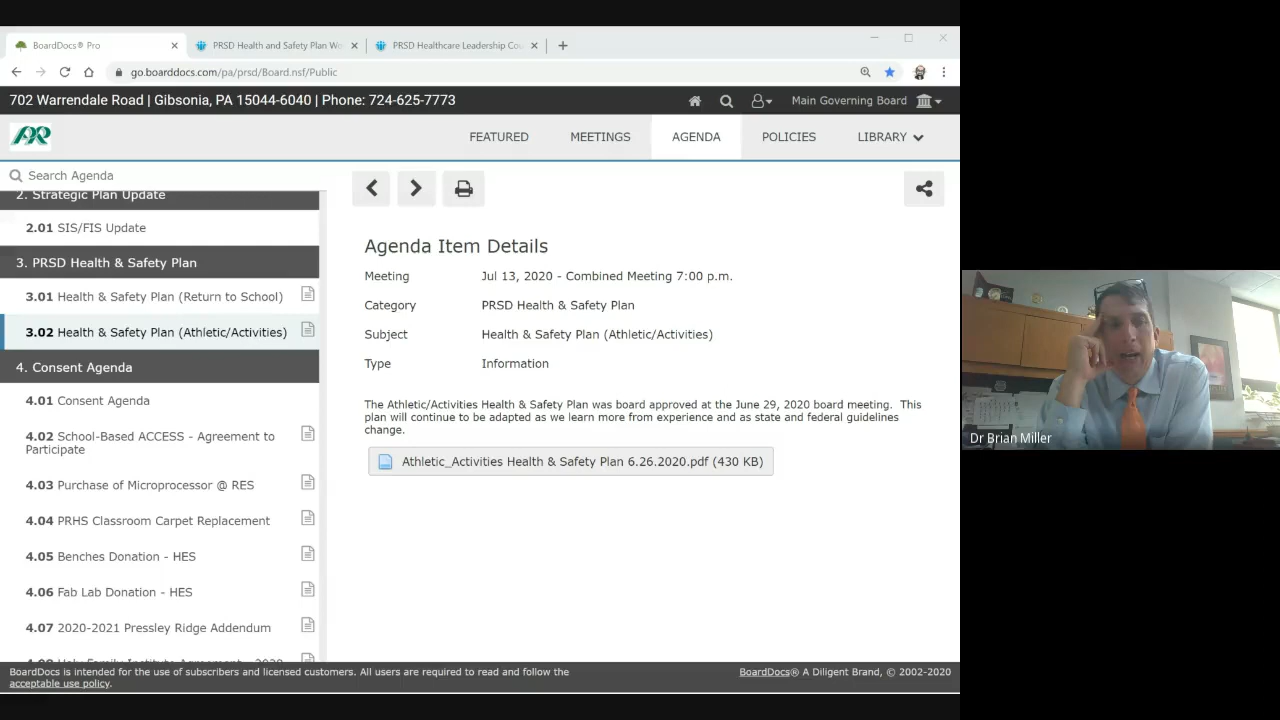 BoardDocs® Pro
PRSD Health and Safety Plan Wo
PRSD Healthcare Leadership Cou
go.boarddocs.com/pa/prsd/Board.nsf/Public
702 Warrendale Road | Gibsonia, PA 15044-6040 | Phone: 724-625-7773
Main Governing Board
PR
FEATURED
MEETINGS
AGENDA
POLICIES
LIBRARY
Search Agenda
2. Strategic Plan Update
2.01 SIS/FIS Update
3. PRSD Health & Safety Plan
3.01 Health & Safety Plan (Return to School)
3.02 Health & Safety Plan (Athletic/Activities)
4. Consent Agenda
4.01 Consent Agenda
4.02 School-Based ACCESS - Agreement to
Participate
4.03 Purchase of Microprocessor @ RES
4.04 PRHS Classroom Carpet Replacement
4.05 Benches Donation - HES
4.06 Fab Lab Donation - HES
4.07 2020-2021 Pressley Ridge Addendum
Agenda Item Details
Meeting Jul 13, 2020 - Combined Meeting 7:00 p.m.
Category PRSD Health & Safety Plan
Subject Health & Safety Plan (Athletic/Activities)
Type Information
The Athletic/Activities Health & Safety Plan was board approved at the June 29, 2020 board meeting. This
plan will continue to be adapted as we learn more from experience and as state and federal guidelines
change.
Athletic_Activities Health & Safety Plan 6.26.2020.pdf (430 KB)
BoardDocs is intended for the use of subscribers and licensed customers. All users are required to read and follow the
acceptable use policy.
BoardDocs® A Diligent Brand, © 2002-2020
Dr Brian Miller